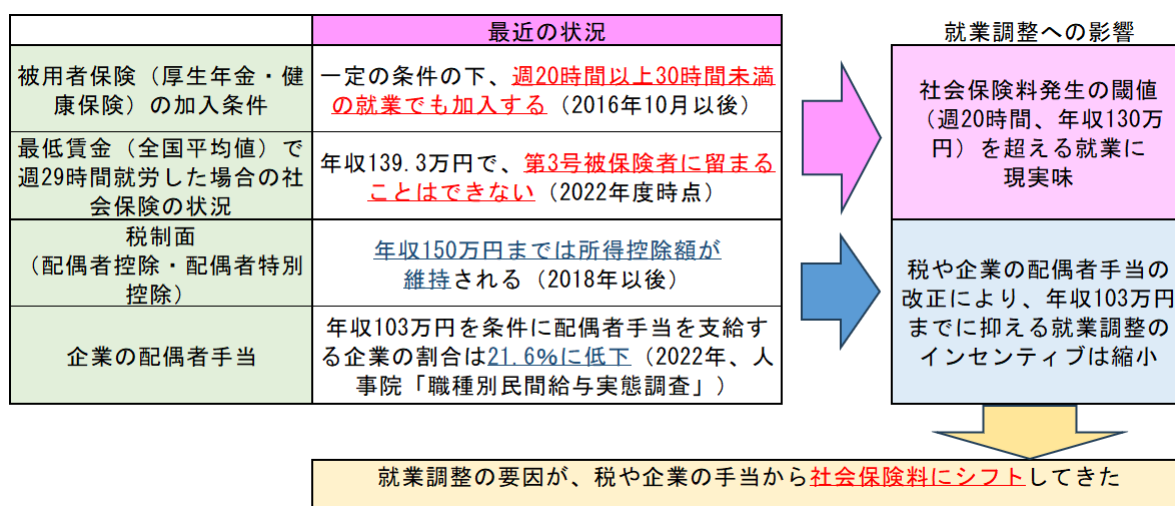 最近の状況
就業調整への影響
被用者保険（厚生年金・健
康保険）の加入条件
一定の条件の下、週20時間以上30時間未満
の就業でも加入する（2016年10月以後）
最低賃金（全国平均値）で
週29時間就労した場合の社
会保険の状況
年収139.3万円で、第3号被保険者に留まる
ことはできない（2022年度時点）
社会保険料発生の閾値
（週20時間、年収130万
円）を超える就業に
現実味
税制面
（配偶者控除・配偶者特別
控除）
年収150万円までは所得控除額が
維持される（2018年以後）
企業の配偶者手当
年収103万円を条件に配偶者手当を支給す
る企業の割合は21.6%に低下（2022年、人
事院「職種別民間給与実態調査」）
税や企業の配偶者手当の
改正により、年収103万円
までに抑える就業調整の
インセンティブは縮小
就業調整の要因が、税や企業の手当から社会保険料にシフトしてきた